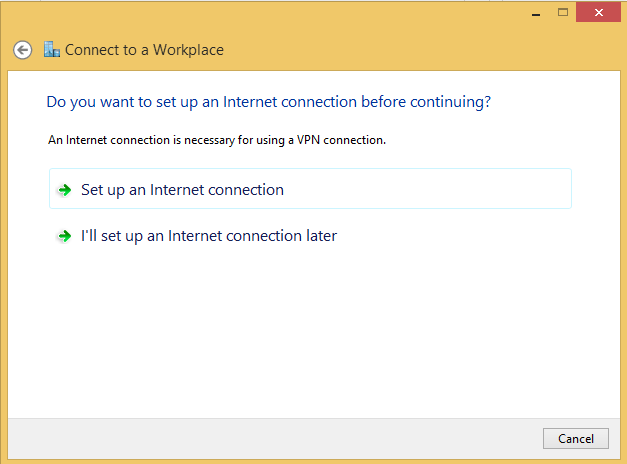 Connect to a Workplace
Do you want to set up an Internet connection before continuing?
An Internet connection is necessary for using a VPN connection.
Set up an Internet connection
I'll set up an Internet connection later
Cancel